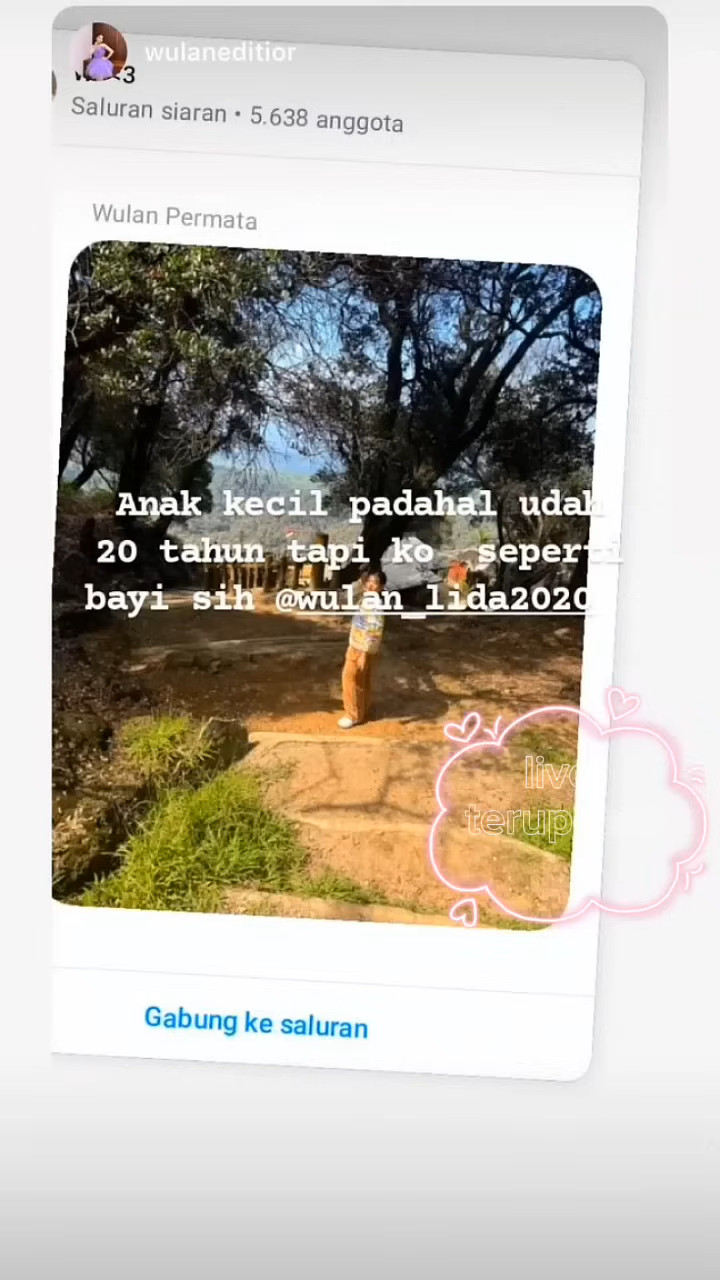 wulaneditior
Saluran siaran • 5.638 anggota
Wulan Permata
Anak kecil padahal udah
20 tahun tapi ko seperti
bayi sih @wulan_lida2020
Gabung ke saluran